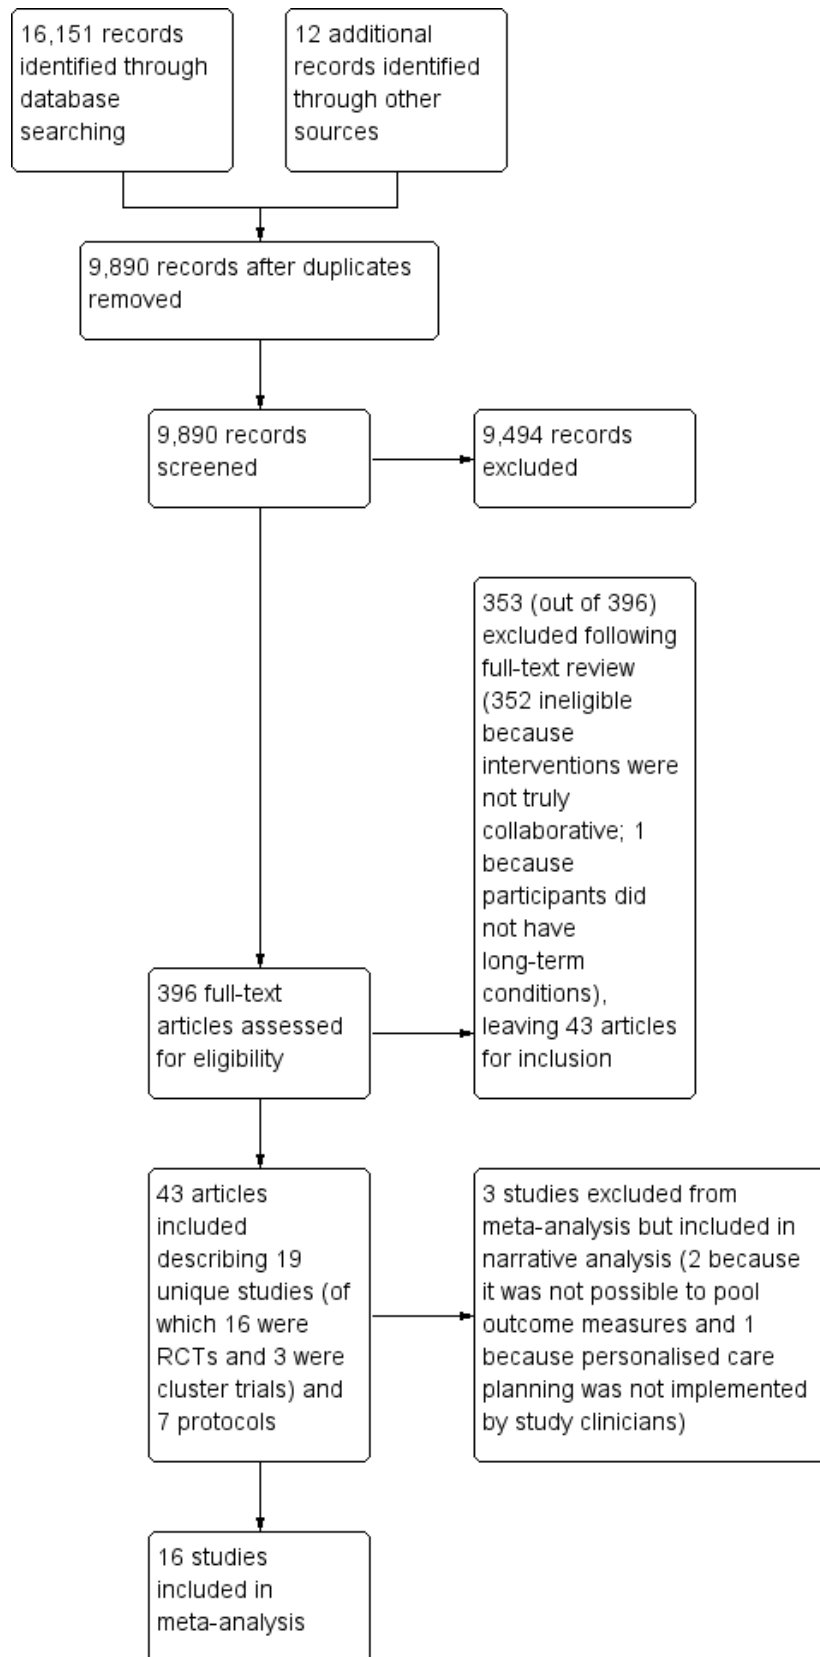 16,151 records
identified through
database
searching
12 additional
records identified
through other
sources
9,890 records after duplicates
removed
9,890 records
screened
9,494 records
excluded
353 (out of 396)
excluded following
full-text review
(352 ineligible
because
interventions were
not truly
collaborative; 1
because
participants did
not have
long-term
conditions),
leaving 43 articles
for inclusion
396 full-text
articles assessed
for eligibility
43 articles
included
describing 19
unique studies (of
which 16 were
RCTs and 3 were
cluster trials) and
7 protocols
3 studies excluded from
meta-analysis but included in
narrative analysis (2 because
it was not possible to pool
outcome measures and 1
because personalised care
planning was not implemented
by study clinicians)
16 studies
included in
meta-analysis